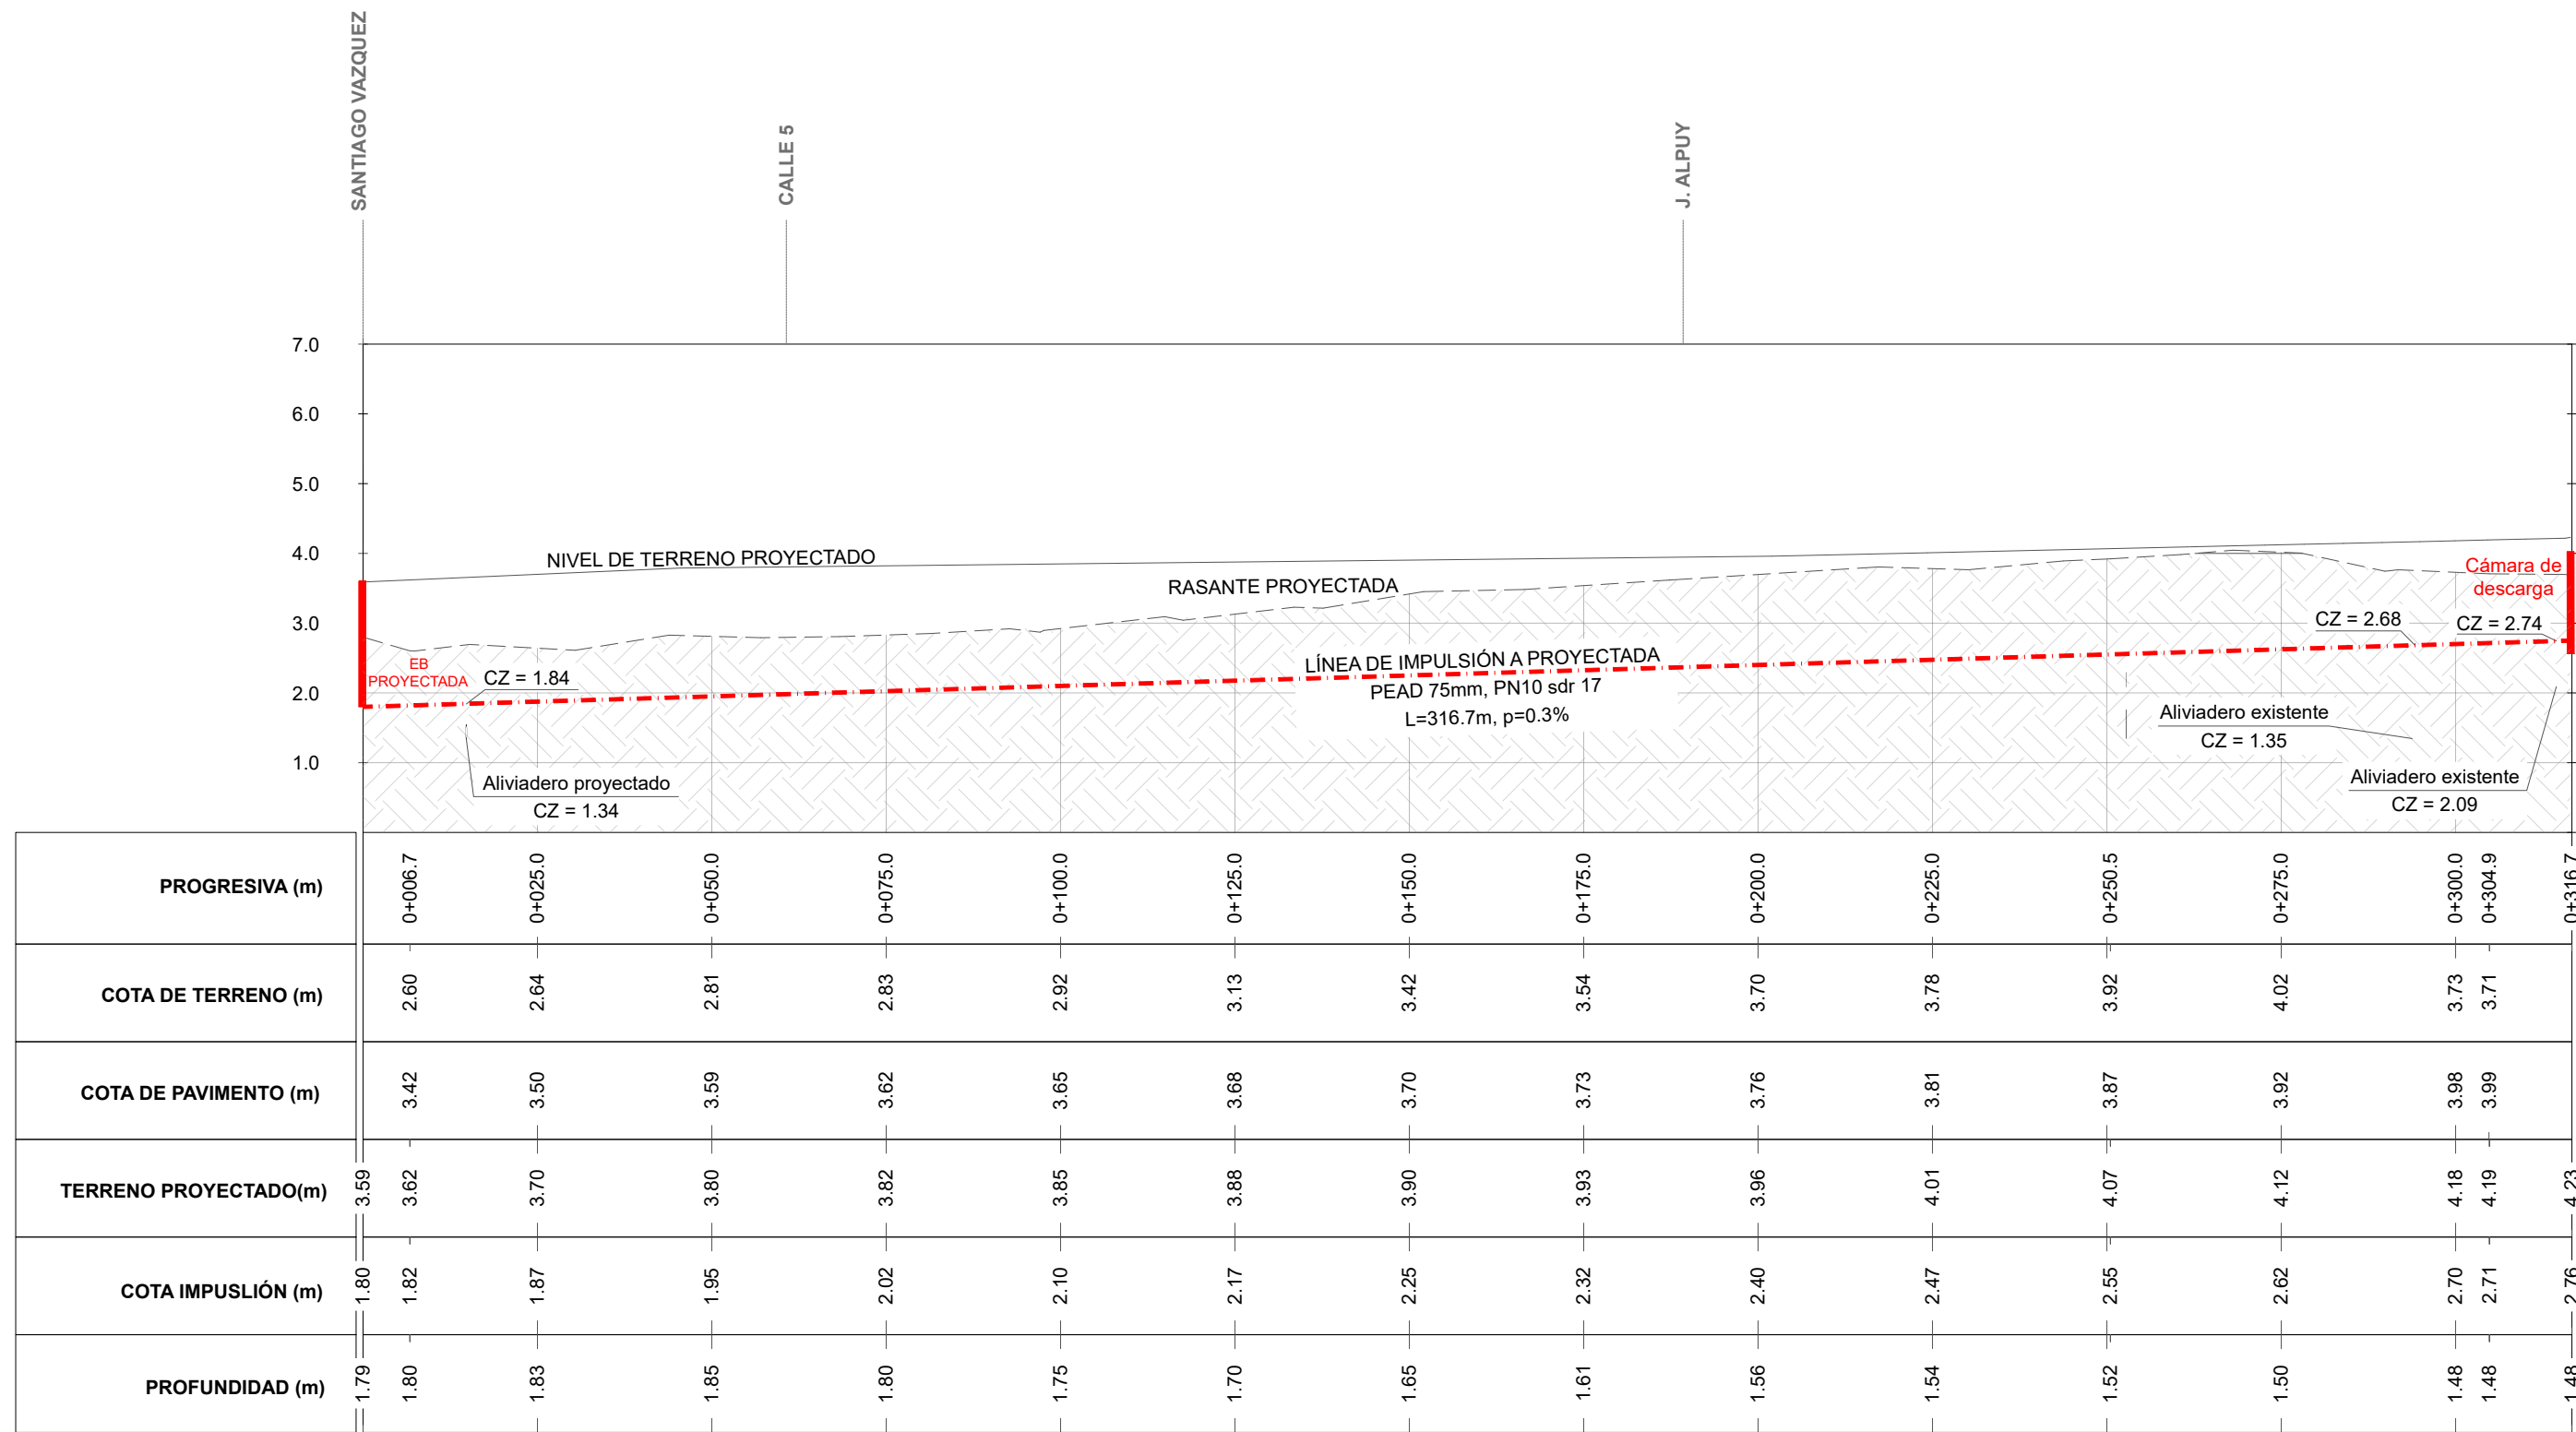 SANTIAGO VAZQUEZ
CALLE 5
J. ALPUY
7.0
6.0
5.0
4.0
3.0
2.0
1.0
NIVEL DE TERRENO PROYECTADO
RASANTE PROYECTADA
Cámara de
descarga
CZ = 2.68
CZ = 2.74
EB
PROYECTADA
CZ = 1.84
LÍNEA DE IMPULSIÓN A PROYECTADA
PEAD 75mm, PN10 sdr 17
L=316.7m, p=0.3%
Aliviadero existente
CZ = 1.35
Aliviadero proyectado
CZ = 1.34
Aliviadero existente
CZ = 2.09
PROGRESIVA (m) 0+006.7 0+025.0 0+050.0 0+075.0 0+100.0 0+125.0 0+150.0 0+175.0 0+200.0 0+225.0 0+250.5 0+275.0 0+300.0 0+304.9 0+316.7
COTA DE TERRENO (m) 2.60 2.64 2.81 2.83 2.92 3.13 3.42 3.54 3.70 3.78 3.92 4.02 3.73 3.71
COTA DE PAVIMENTO (m) 3.42 3.50 3.59 3.62 3.65 3.68 3.70 3.73 3.76 3.81 3.87 3.92 3.98 3.99
TERRENO PROYECTADO(m) 3.59 3.62 3.70 3.80 3.82 3.85 3.88 3.90 3.93 3.96 4.01 4.07 4.12 4.18 4.19 4.23
COTA IMPUSLIÓN (m) 1.80 1.82 1.87 1.95 2.02 2.10 2.17 2.25 2.32 2.40 2.47 2.55 2.62 2.70 2.71 2.76
PROFUNDIDAD (m) 1.79 1.80 1.83 1.85 1.80 1.75 1.70 1.65 1.61 1.56 1.54 1.52 1.50 1.48 1.48 1.48